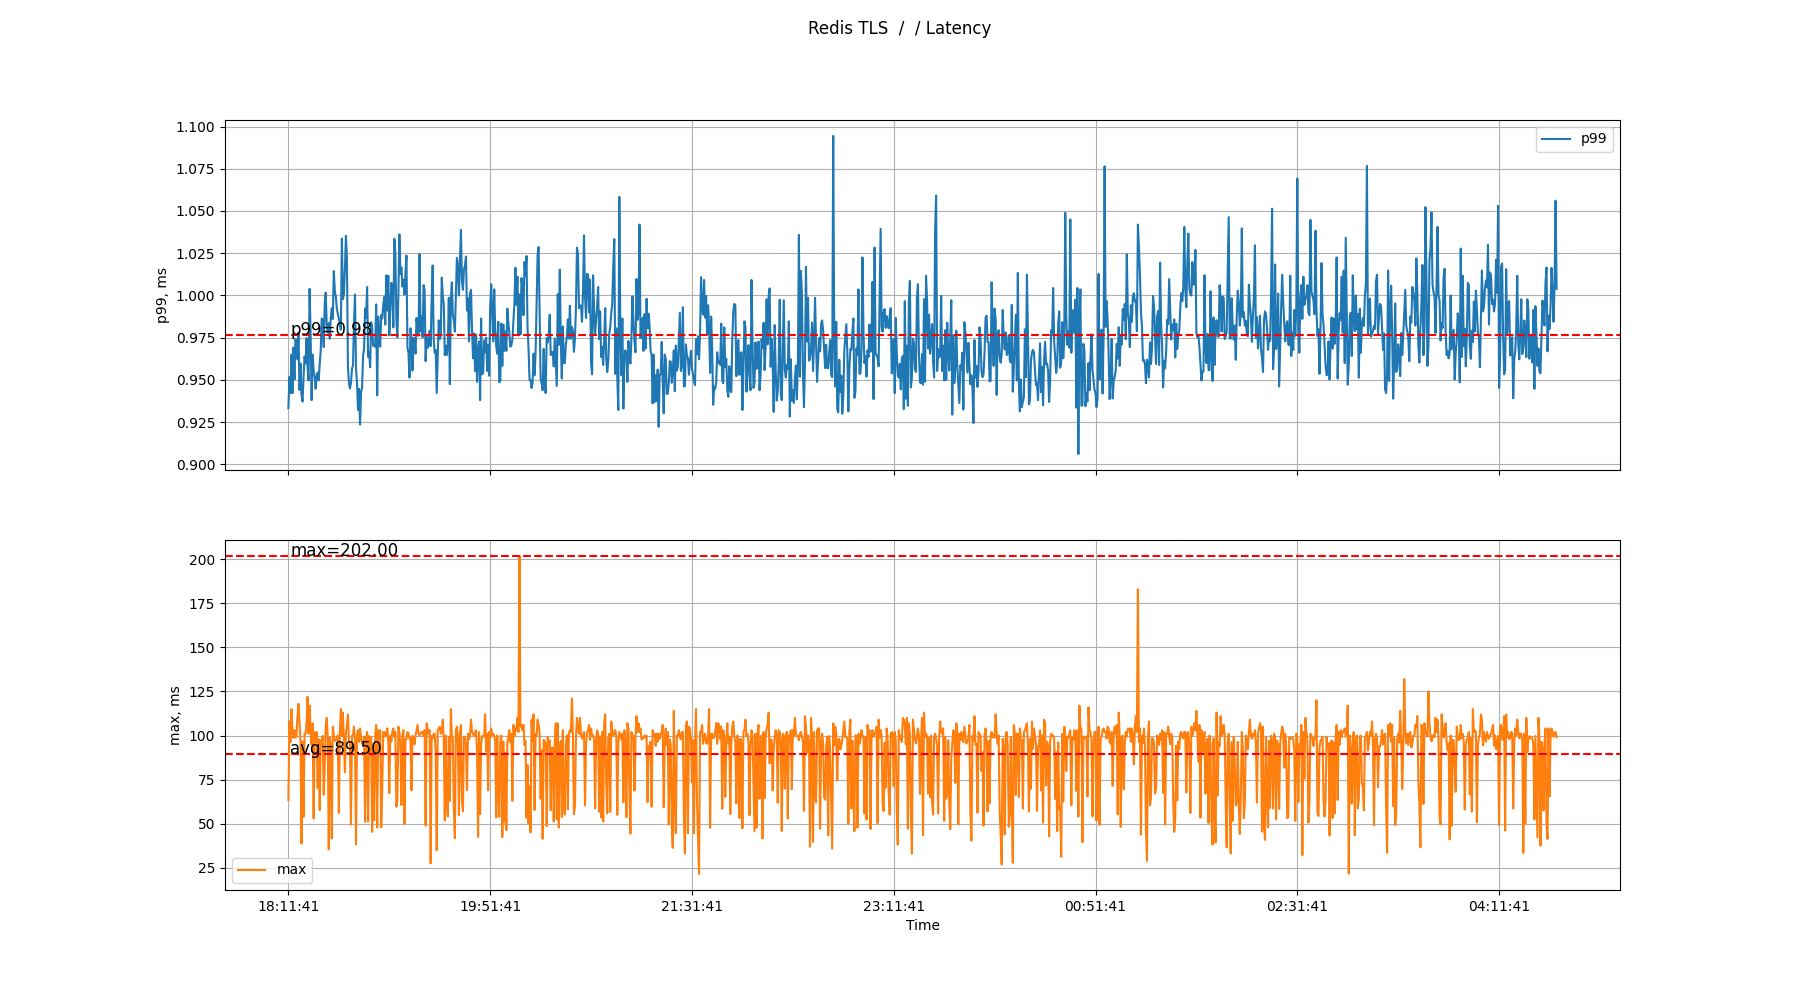 Redis TLS  /  / Latency
1.100
1.075
1.050
1.025
1.000
0.975
0.950
0.925
0.900
p99, ms
p99=0.98
p99
200
175
150
125
100
75
50
25
max, ms
max=202.00
avg=89.50
max
18:11:41 19:51:41 21:31:41 23:11:41 00:51:41 02:31:41 04:11:41
Time